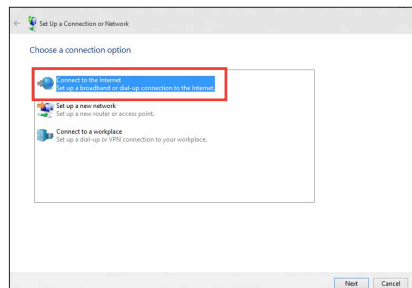 Set Up a Connection or Network
Choose a connection option
Connect to the Internet
Set up a broadband or dial-up connection to the Internet.
Set up a new network
Set up a new router or access point.
Connect to a workplace
Set up a dial-up or VPN connection to your workplace.
Next Cancel